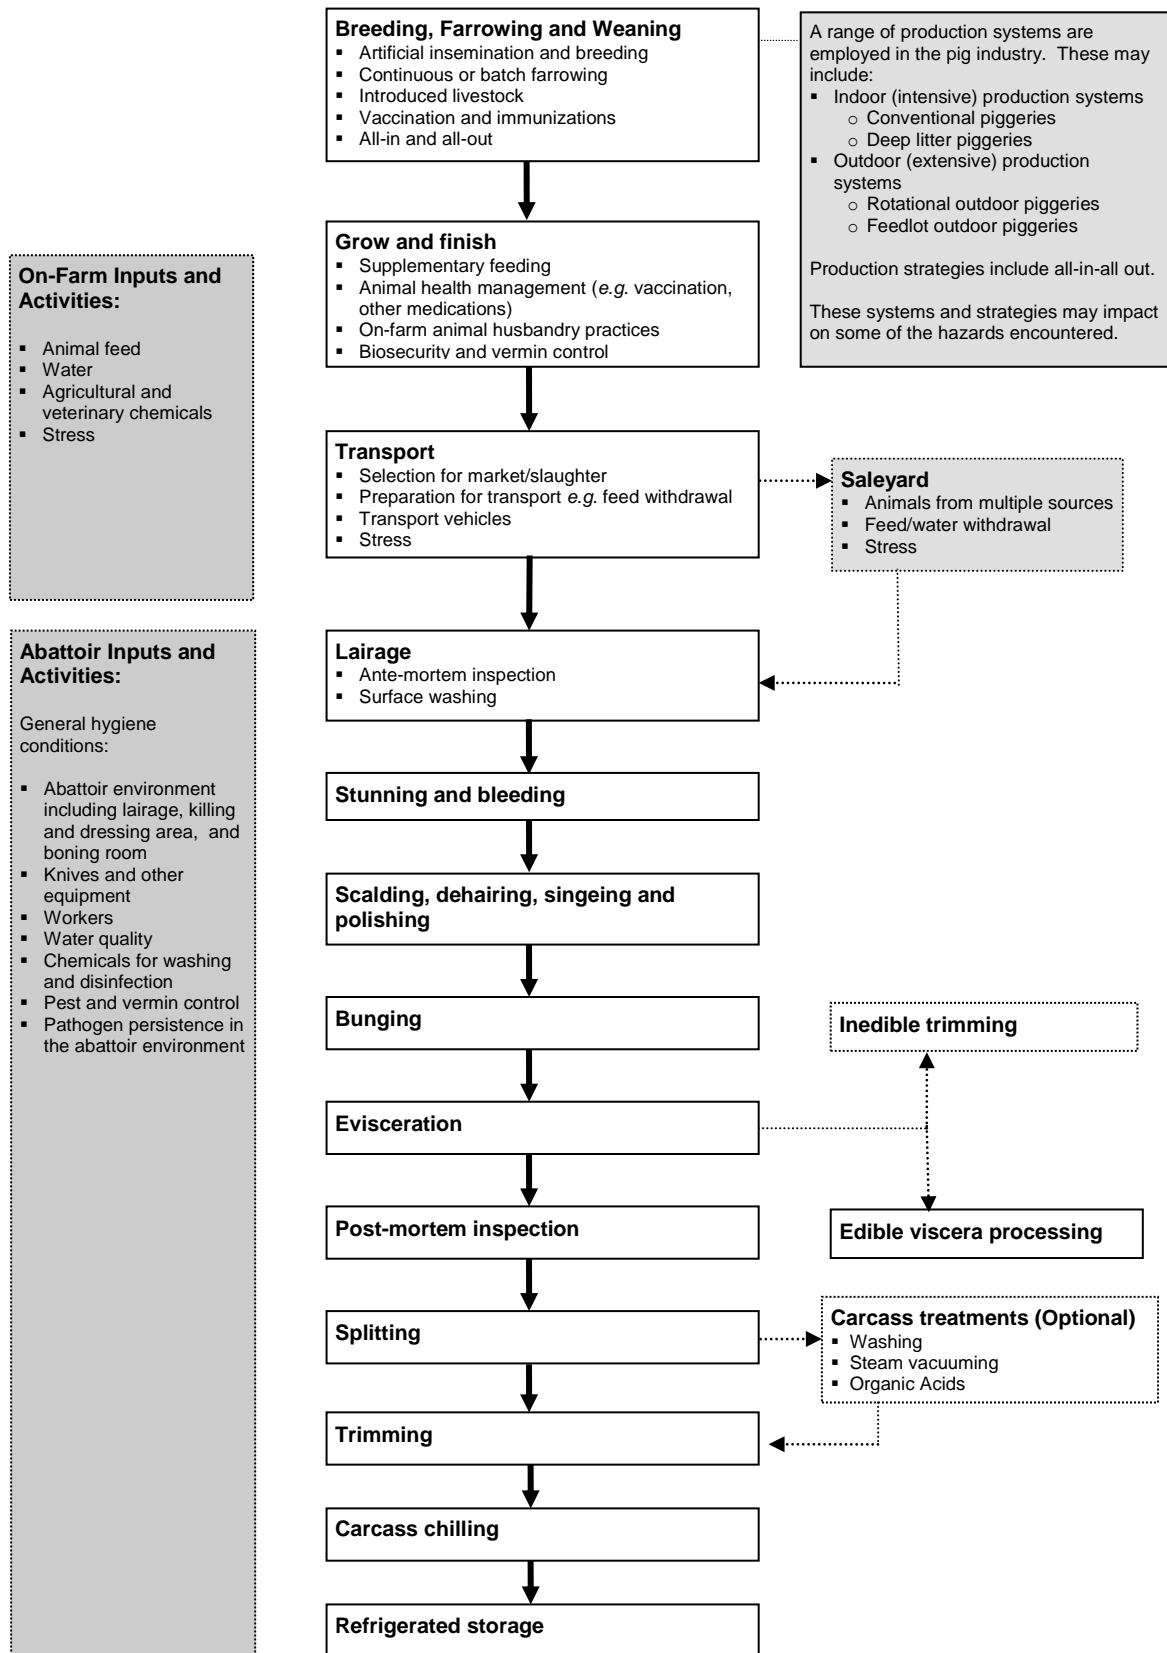 Breeding, Farrowing and Weaning
▪ Artificial insemination and breeding
▪ Continuous or batch farrowing
▪ Introduced livestock
▪ Vaccination and immunizations
▪ All-in and all-out
A range of production systems are
employed in the pig industry. These may
include:
▪ Indoor (intensive) production systems
o Conventional piggeries
o Deep litter piggeries
▪ Outdoor (extensive) production
systems
o Rotational outdoor piggeries
o Feedlot outdoor piggeries
Production strategies include all-in-all out.
These systems and strategies may impact
on some of the hazards encountered.
Grow and finish
▪ Supplementary feeding
▪ Animal health management (e.g. vaccination,
other medications)
▪ On-farm animal husbandry practices
▪ Biosecurity and vermin control
On-Farm Inputs and
Activities:
▪ Animal feed
▪ Water
▪ Agricultural and
veterinary chemicals
▪ Stress
Transport
▪ Selection for market/slaughter
▪ Preparation for transport e.g. feed withdrawal
▪ Transport vehicles
▪ Stress
Saleyard
▪ Animals from multiple sources
▪ Feed/water withdrawal
▪ Stress
Abattoir Inputs and
Activities:
General hygiene
conditions:
▪ Abattoir environment
including lairage, killing
and dressing area, and
boning room
▪ Knives and other
equipment
▪ Workers
▪ Water quality
▪ Chemicals for washing
and disinfection
▪ Pest and vermin control
▪ Pathogen persistence in
the abattoir environment
Lairage
▪ Ante-mortem inspection
▪ Surface washing
Stunning and bleeding
Scalding, dehairing, singeing and
polishing
Bunging
Inedible trimming
Evisceration
Post-mortem inspection
Edible viscera processing
Splitting
Carcass treatments (Optional)
▪ Washing
▪ Steam vacuuming
▪ Organic Acids
Trimming
Carcass chilling
Refrigerated storage